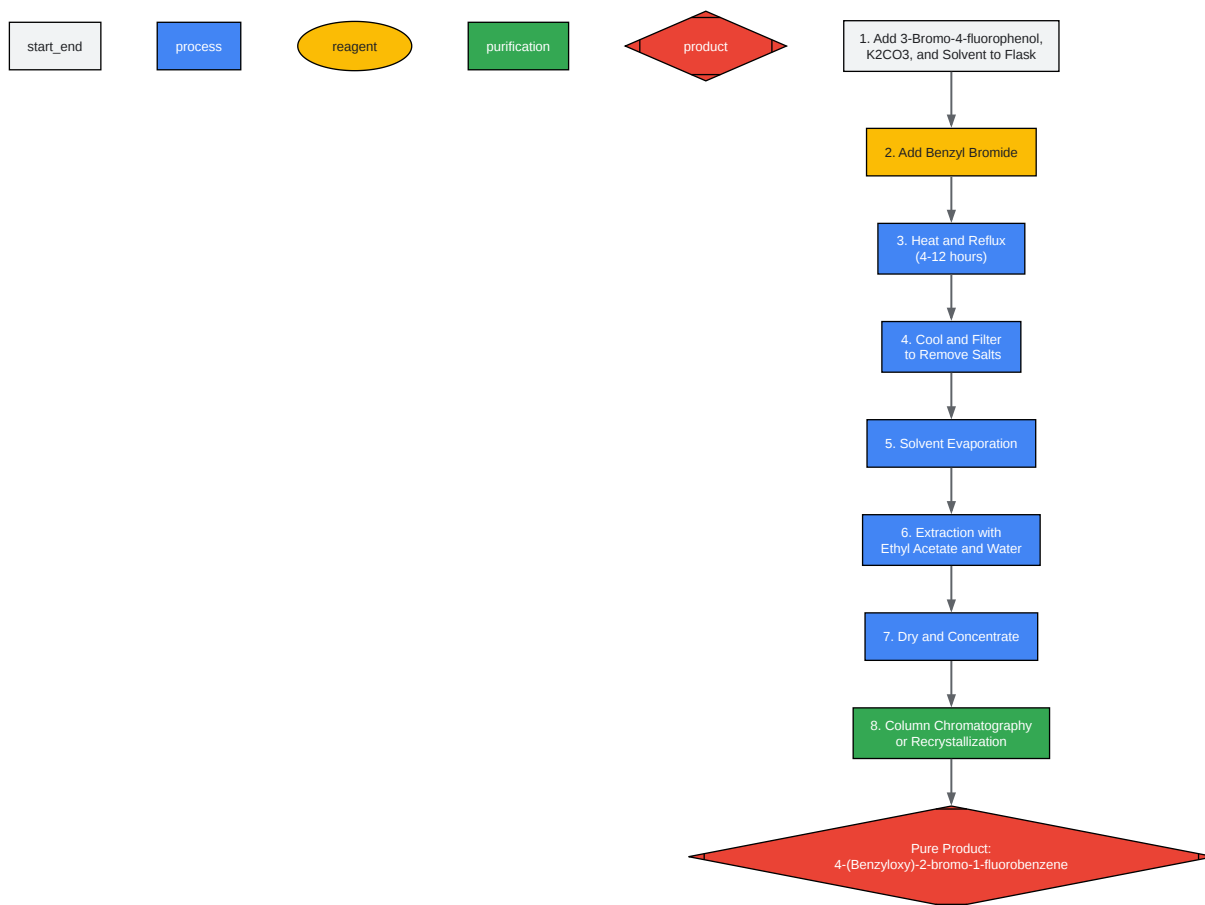 start_end
process
reagent
purification
product
1. Add 3-Bromo-4-fluorophenol,
K2CO3, and Solvent to Flask
2. Add Benzyl Bromide
3. Heat and Reflux
(4-12 hours)
4. Cool and Filter
to Remove Salts
5. Solvent Evaporation
6. Extraction with
Ethyl Acetate and Water
7. Dry and Concentrate
8. Column Chromatography
or Recrystallization
Pure Product:
4-(Benzyloxy)-2-bromo-1-fluorobenzene